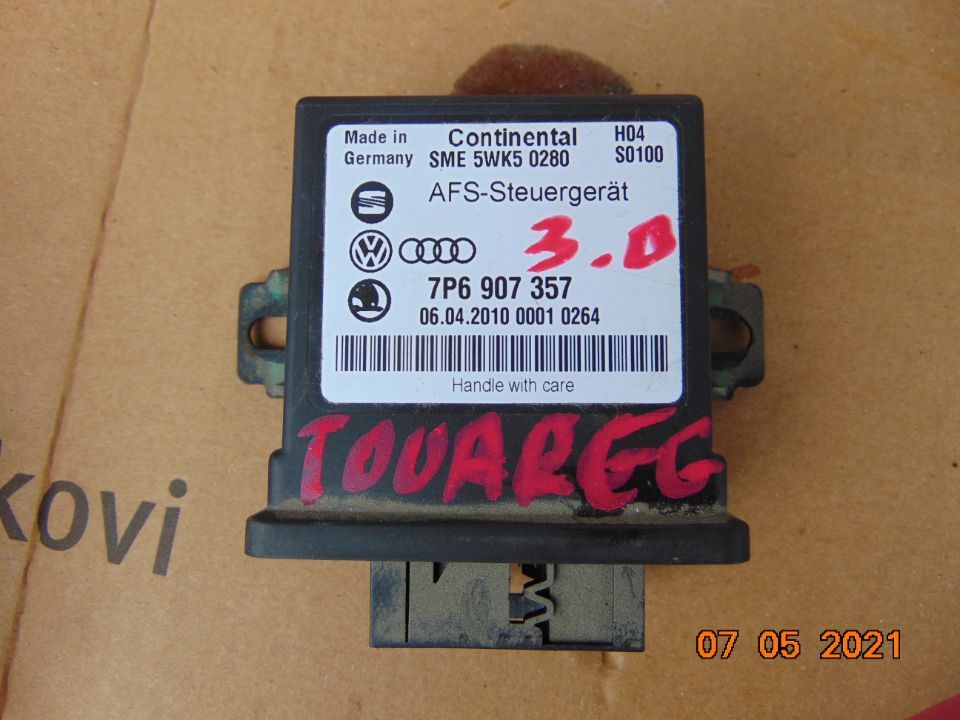 Made in Continental H04
Germany SME 5WK5 0280 S0100
AFS-Steuergerät
3.0
7P6 907 357
06.04.2010 0001 0264
Handle with care
TOUAREG
kovi
07 05 2021